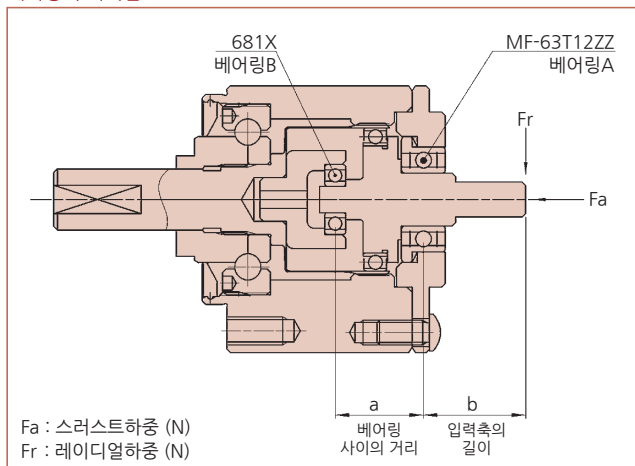 681X
베어링B
MF-63T12ZZ
베어링A
Fr
Fa
a
b
베어링
사이의 거리
입력축의
길이
Fa : 스러스트하중 (N)
Fr : 레이디얼하중 (N)